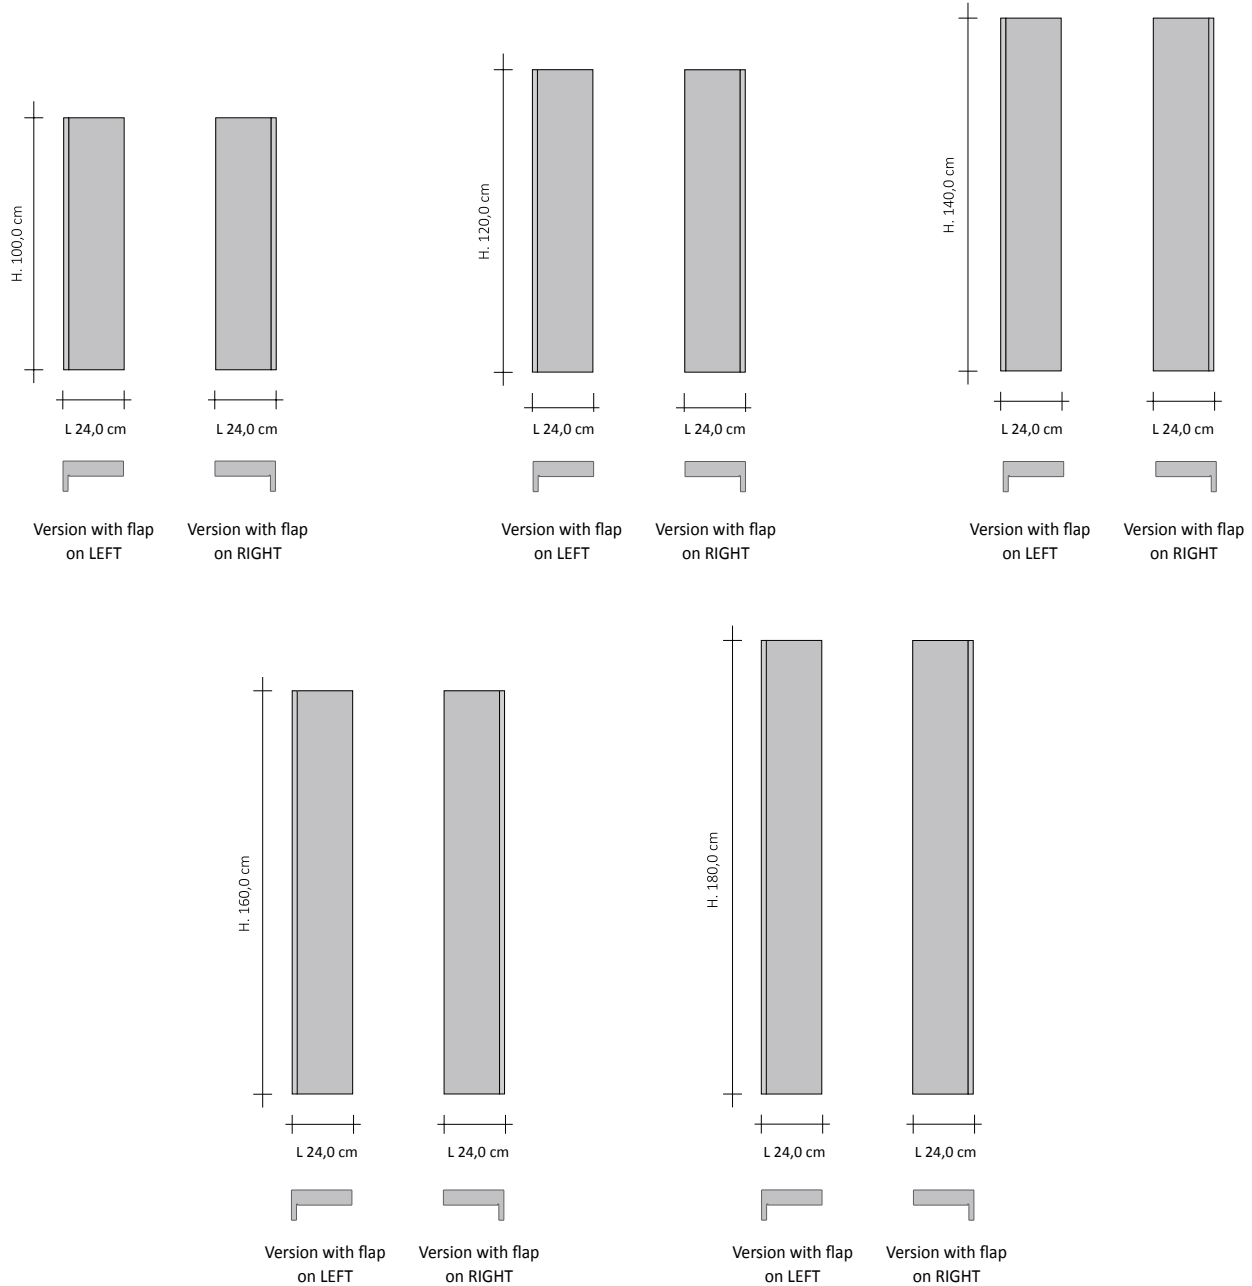 H. 100,0 cm
L 24,0 cm
L 24,0 cm
Version with flap
on LEFT
Version with flap
on RIGHT
H. 120,0 cm
L 24,0 cm
L 24,0 cm
Version with flap
on LEFT
Version with flap
on RIGHT
H. 140,0 cm
L 24,0 cm
L 24,0 cm
Version with flap
on LEFT
Version with flap
on RIGHT
H. 160,0 cm
L 24,0 cm
L 24,0 cm
Version with flap
on LEFT
Version with flap
on RIGHT
H. 180,0 cm
L 24,0 cm
L 24,0 cm
Version with flap
on LEFT
Version with flap
on RIGHT